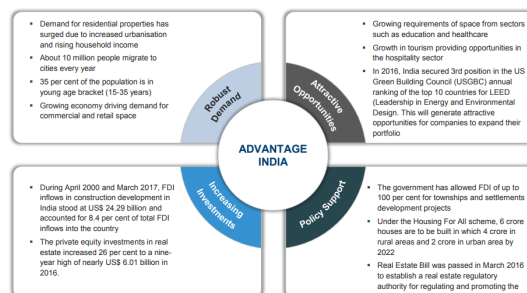 Demand for residential properties has
surged due to increased urbanisation
and rising household income
About 10 million people migrate to
cities every year
35 per cent of the population is in
young age bracket (15-35 years)
Growing economy driving demand for
commercial and retail space
Robust
Demand
Growing requirements of space from sectors
such as education and healthcare
Growth in tourism providing opportunities in
the hospitality sector
In 2016, India secured 3rd position in the US
Green Building Council (USGBC) annual
ranking of the top 10 countries for LEED
(Leadership in Energy and Environmental
Design. This will generate attractive
opportunities for companies to expand their
portfolio
Attractive
Opportunities
ADVANTAGE
INDIA
During April 2000 and March 2017, FDI
inflows in construction development in
India stood at US$ 24.29 billion and
accounted for 8.4 per cent of total FDI
inflows into the country
The private equity investments in real
estate increased 26 per cent to a nine-
year high of nearly US$ 6.01 billion in
2016.
Increasing
Investments
Policy Support
The government has allowed FDI of up to
100 per cent for townships and settlements
development projects
Under the Housing For All scheme, 6 crore
houses are to be built in which 4 crore in
rural areas and 2 crore in urban area by
2022
Real Estate Bill was passed in March 2016
to establish a real estate regulatory
authority for regulating and promoting the